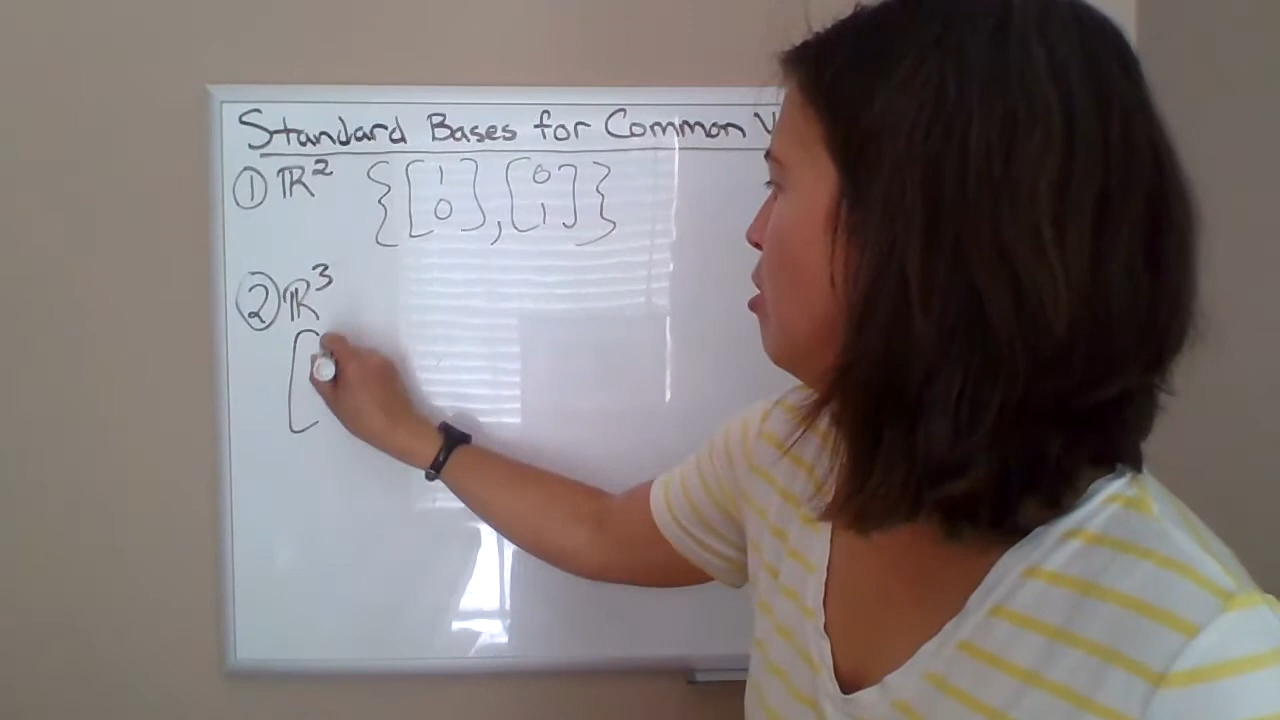 Standard Bases for Common V
① ℝ² {[1 0], [0 1]}
② ℝ³
[